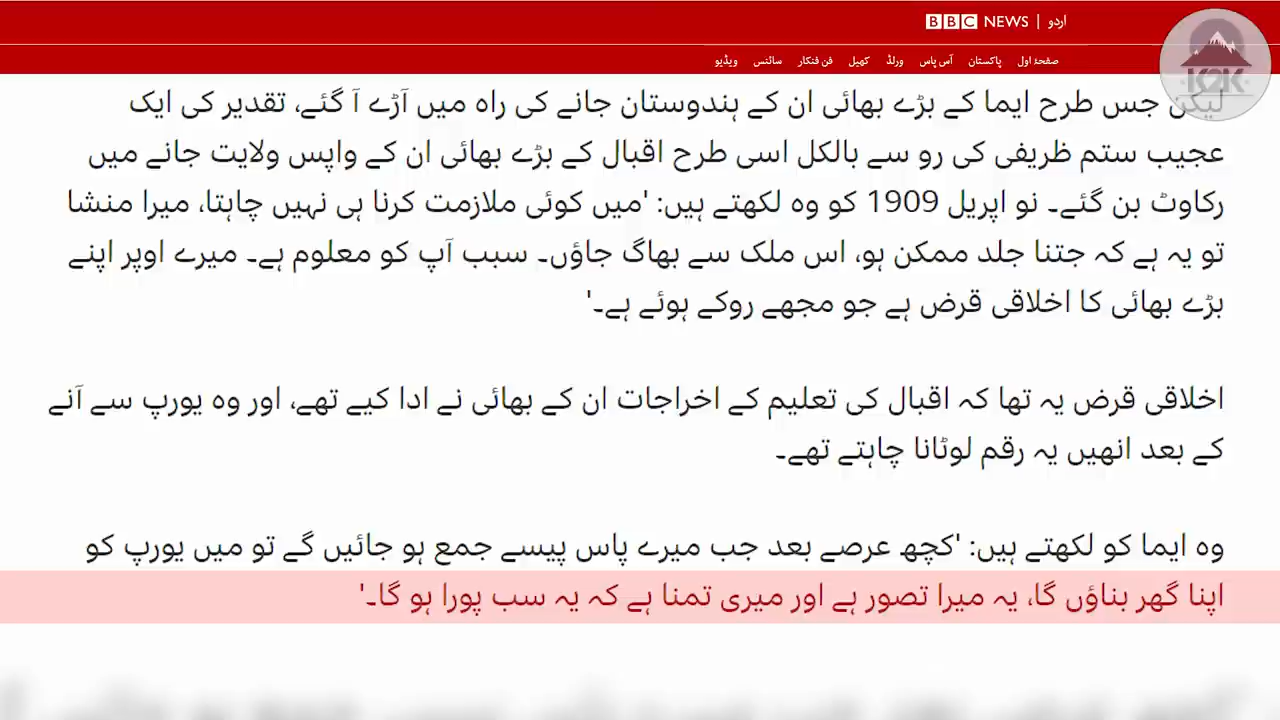 BBC NEWS | اردو
صفحۂ اول پاکستان آس پاس ورلڈ کھیل فن فنکار سائنس ویڈیو
K2K
لیکن جس طرح ایما کے بڑے بھائی ان کے ہندوستان جانے کی راہ میں آڑے آ گئے، تقدیر کی ایک
عجیب ستم ظریفی کی رو سے بالکل اسی طرح اقبال کے بڑے بھائی ان کے واپس ولایت جانے میں
رکاوٹ بن گئے۔ نو اپریل 1909 کو وہ لکھتے ہیں: 'میں کوئی ملازمت کرنا ہی نہیں چاہتا، میرا منشا
تو یہ ہے کہ جتنا جلد ممکن ہو، اس ملک سے بھاگ جاؤں۔ سبب آپ کو معلوم ہے۔ میرے اوپر اپنے
بڑے بھائی کا اخلاقی قرض ہے جو مجھے روکے ہوئے ہے۔'
اخلاقی قرض یہ تھا کہ اقبال کی تعلیم کے اخراجات ان کے بھائی نے ادا کیے تھے، اور وہ یورپ سے آنے
کے بعد انھیں یہ رقم لوٹانا چاہتے تھے۔
وہ ایما کو لکھتے ہیں: 'کچھ عرصے بعد جب میرے پاس پیسے جمع ہو جائیں گے تو میں یورپ کو
اپنا گھر بناؤں گا، یہ میرا تصور ہے اور میری تمنا ہے کہ یہ سب پورا ہو گا۔'